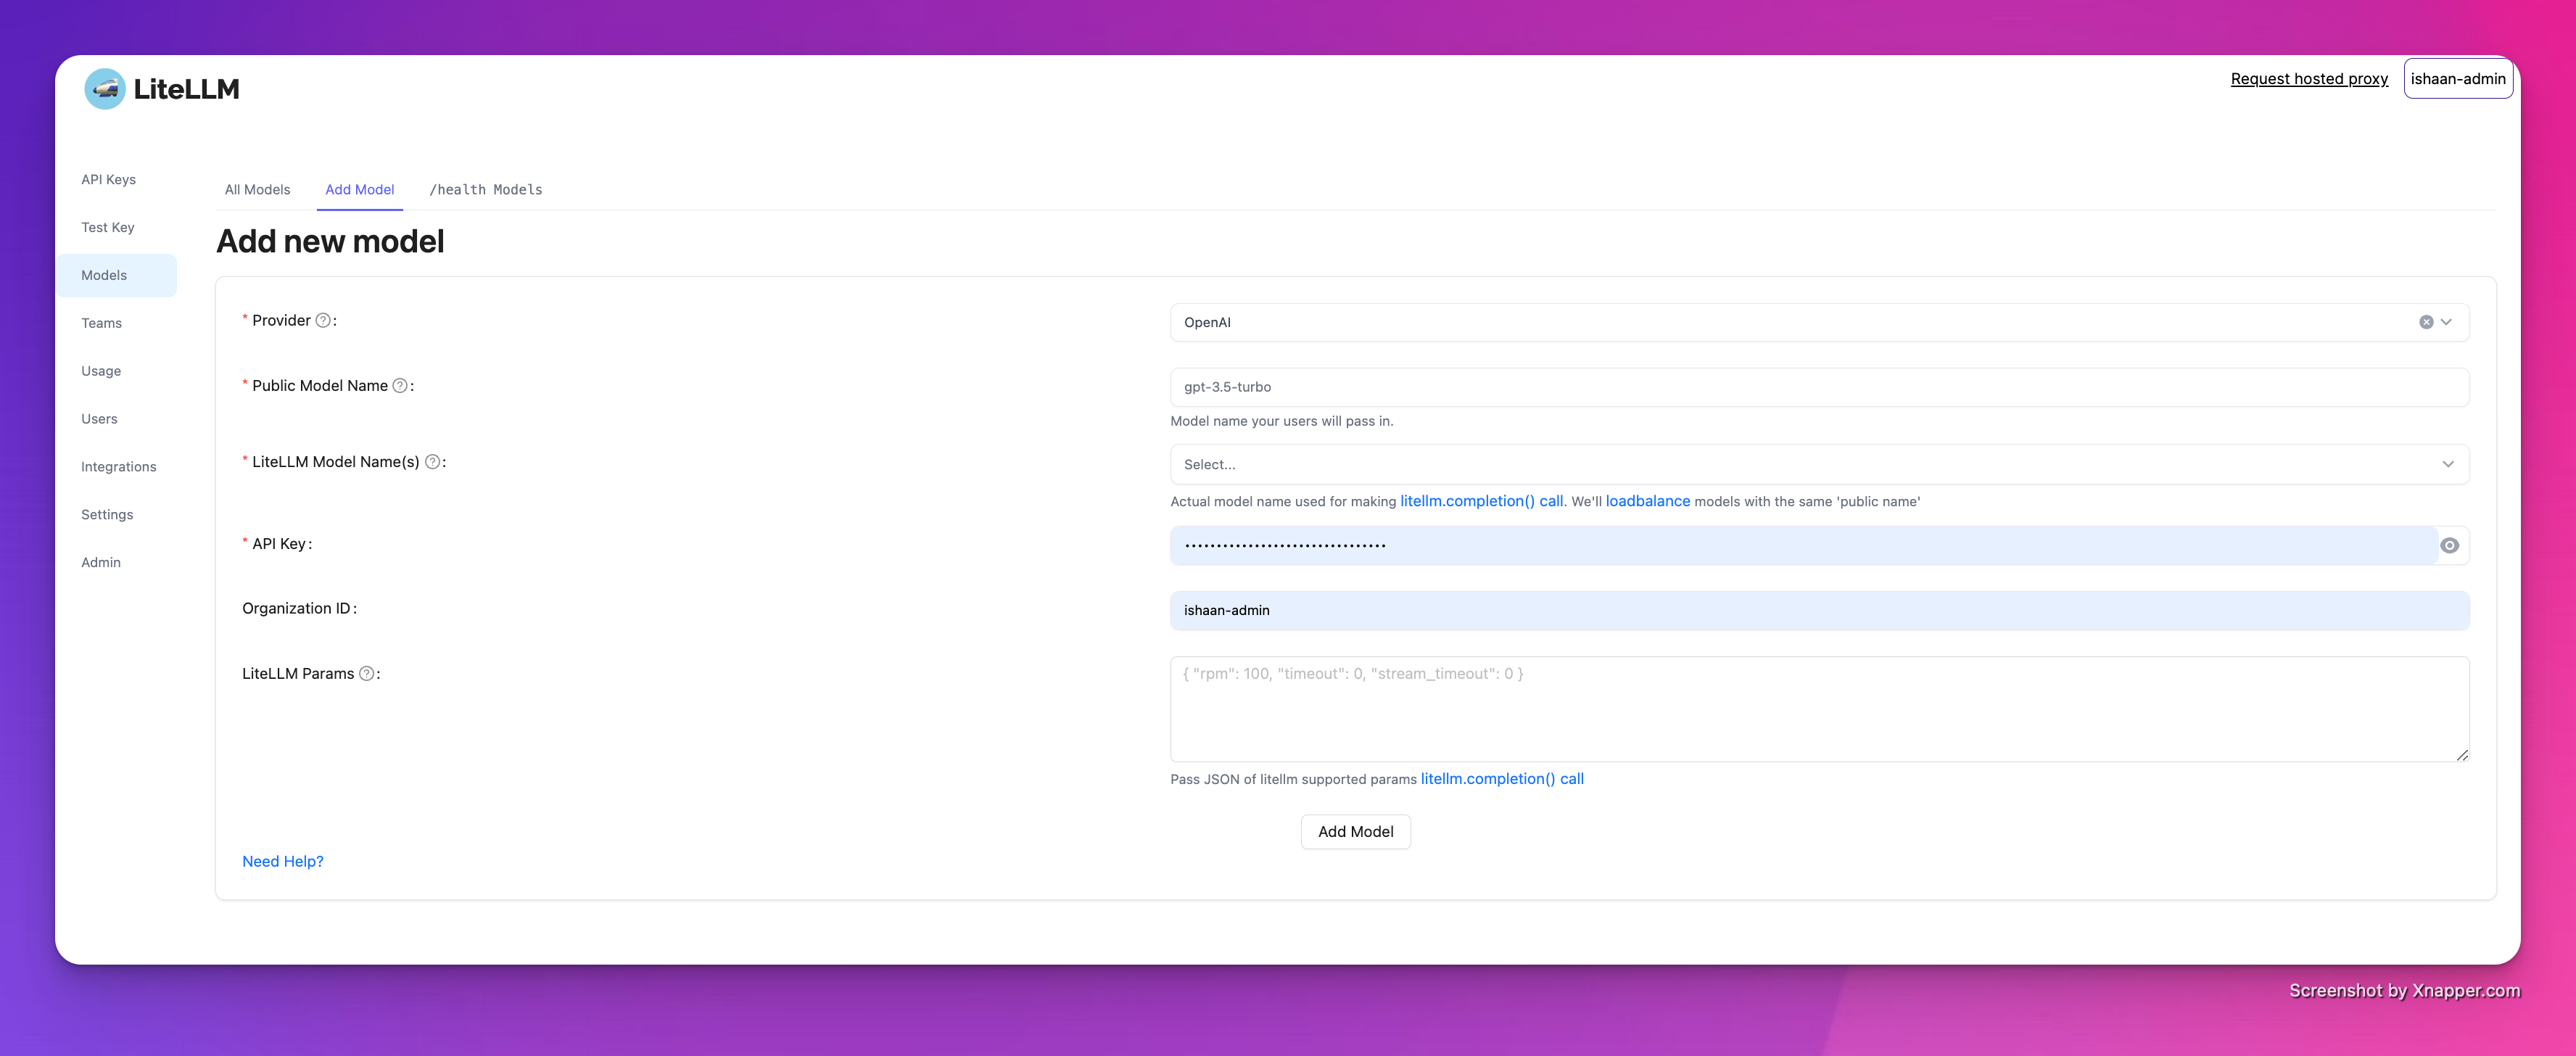 LiteLLM
Request hosted proxy
ishaan-admin
API Keys
Test Key
Models
Teams
Usage
Users
Integrations
Settings
Admin
All Models
Add Model
/health Models
Add new model
* Provider ? :
OpenAI
* Public Model Name ? :
gpt-3.5-turbo
Model name your users will pass in.
* LiteLLM Model Name(s) ? :
Select...
Actual model name used for making litellm.completion() call. We'll loadbalance models with the same 'public name'
* API Key :
••••••••••••••••••••••••••••••••
Organization ID :
ishaan-admin
LiteLLM Params ? :
{ "rpm": 100, "timeout": 0, "stream_timeout": 0 }
Pass JSON of litellm supported params litellm.completion() call
Add Model
Need Help?
Screenshot by Xnapper.com